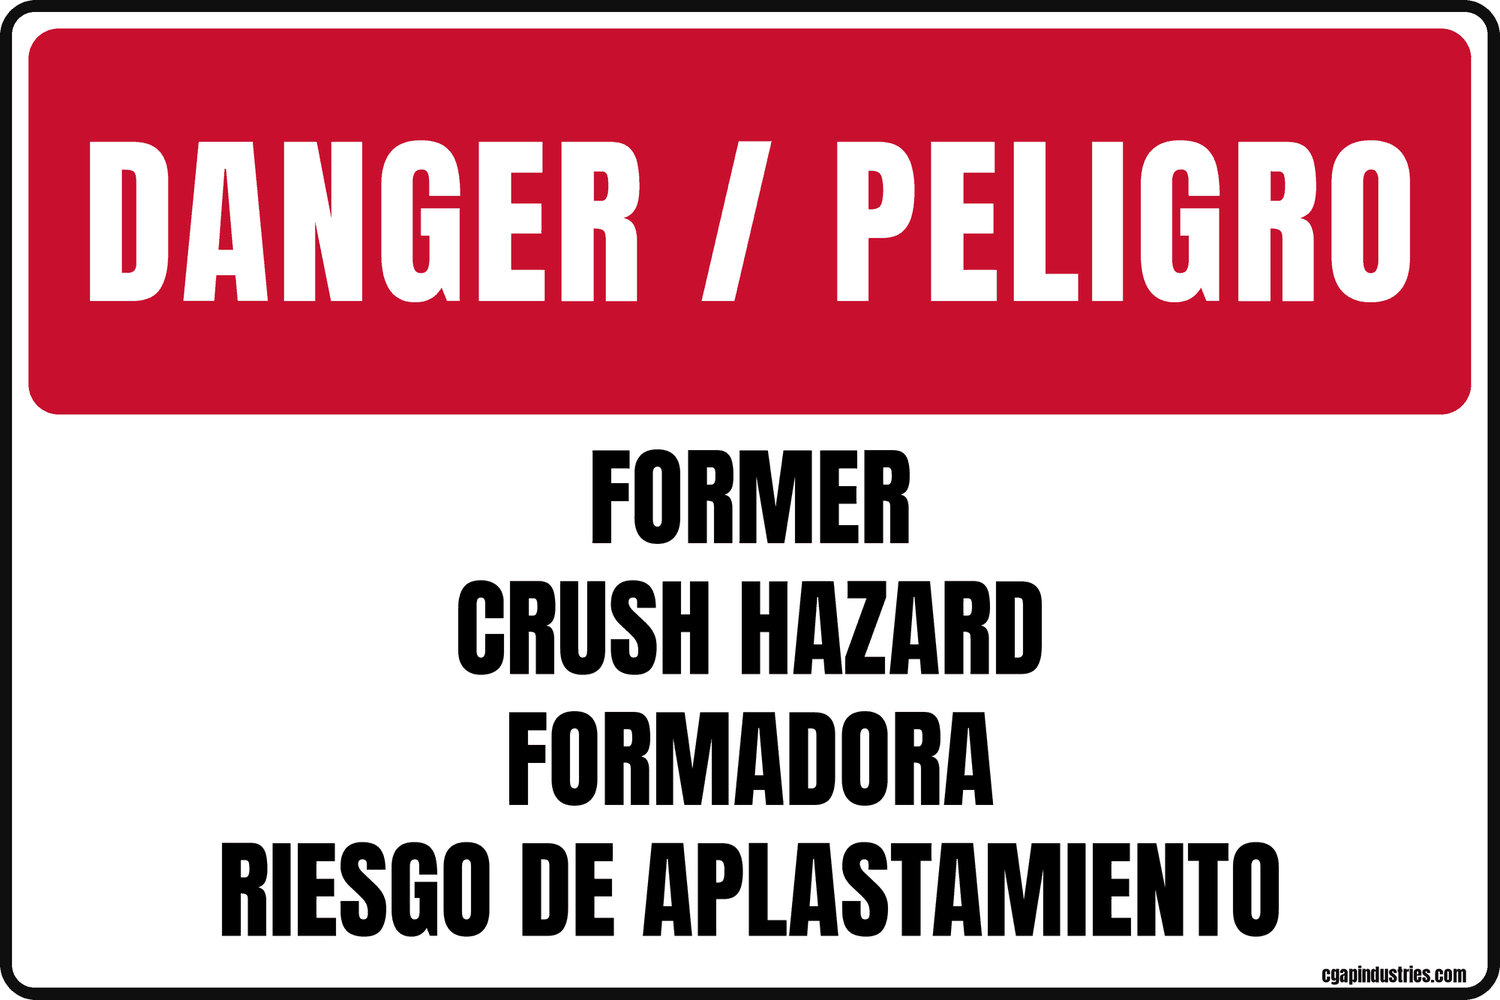 DANGER / PELIGRO
FORMER
CRUSH HAZARD
FORMADORA
RIESGO DE APLASTAMIENTO
cgapindustries.com